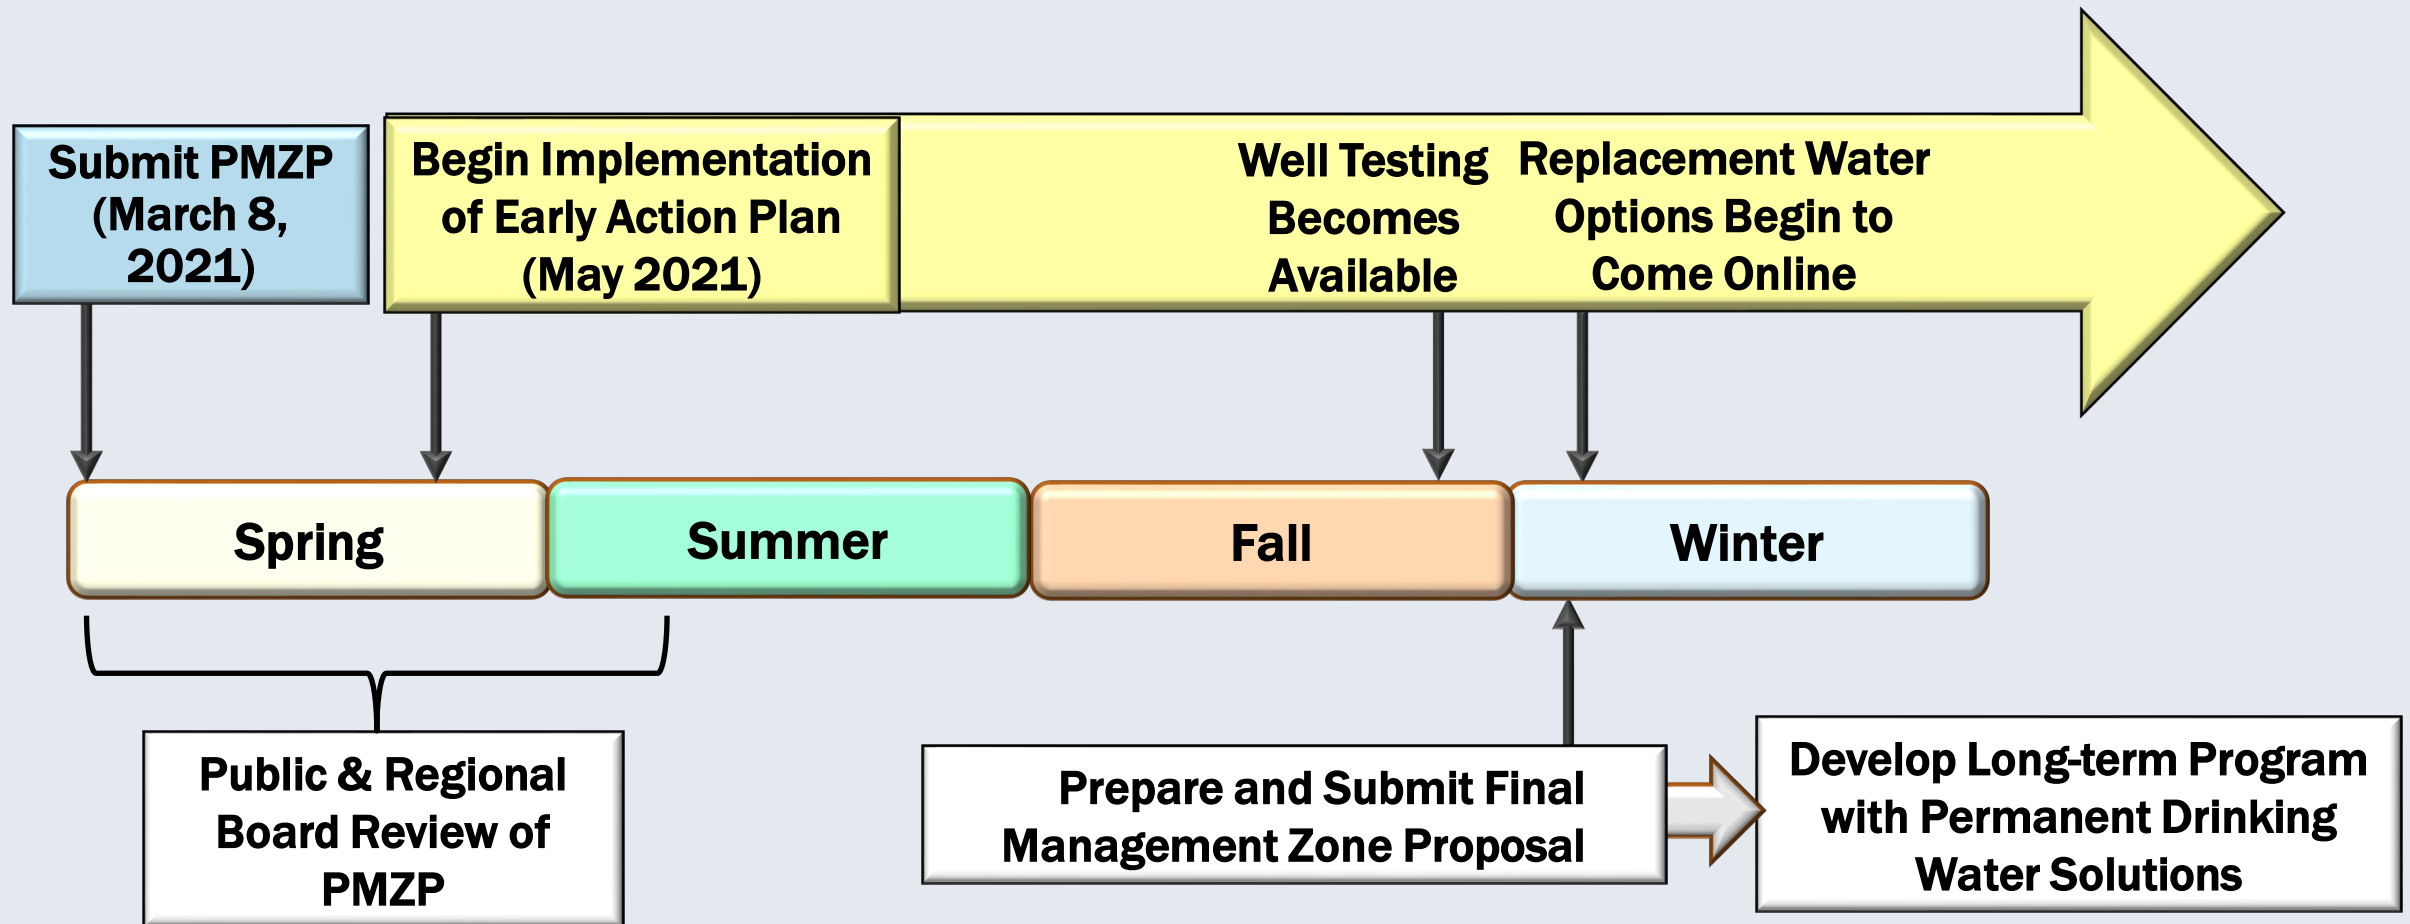 Submit PMZP
(March 8,
2021)
Begin Implementation
of Early Action Plan
(May 2021)
Well Testing
Becomes
Available
Replacement Water
Options Begin to
Come Online
Spring
Summer
Fall
Winter
Public & Regional
Board Review of
PMZP
Prepare and Submit Final
Management Zone Proposal
Develop Long-term Program
with Permanent Drinking
Water Solutions